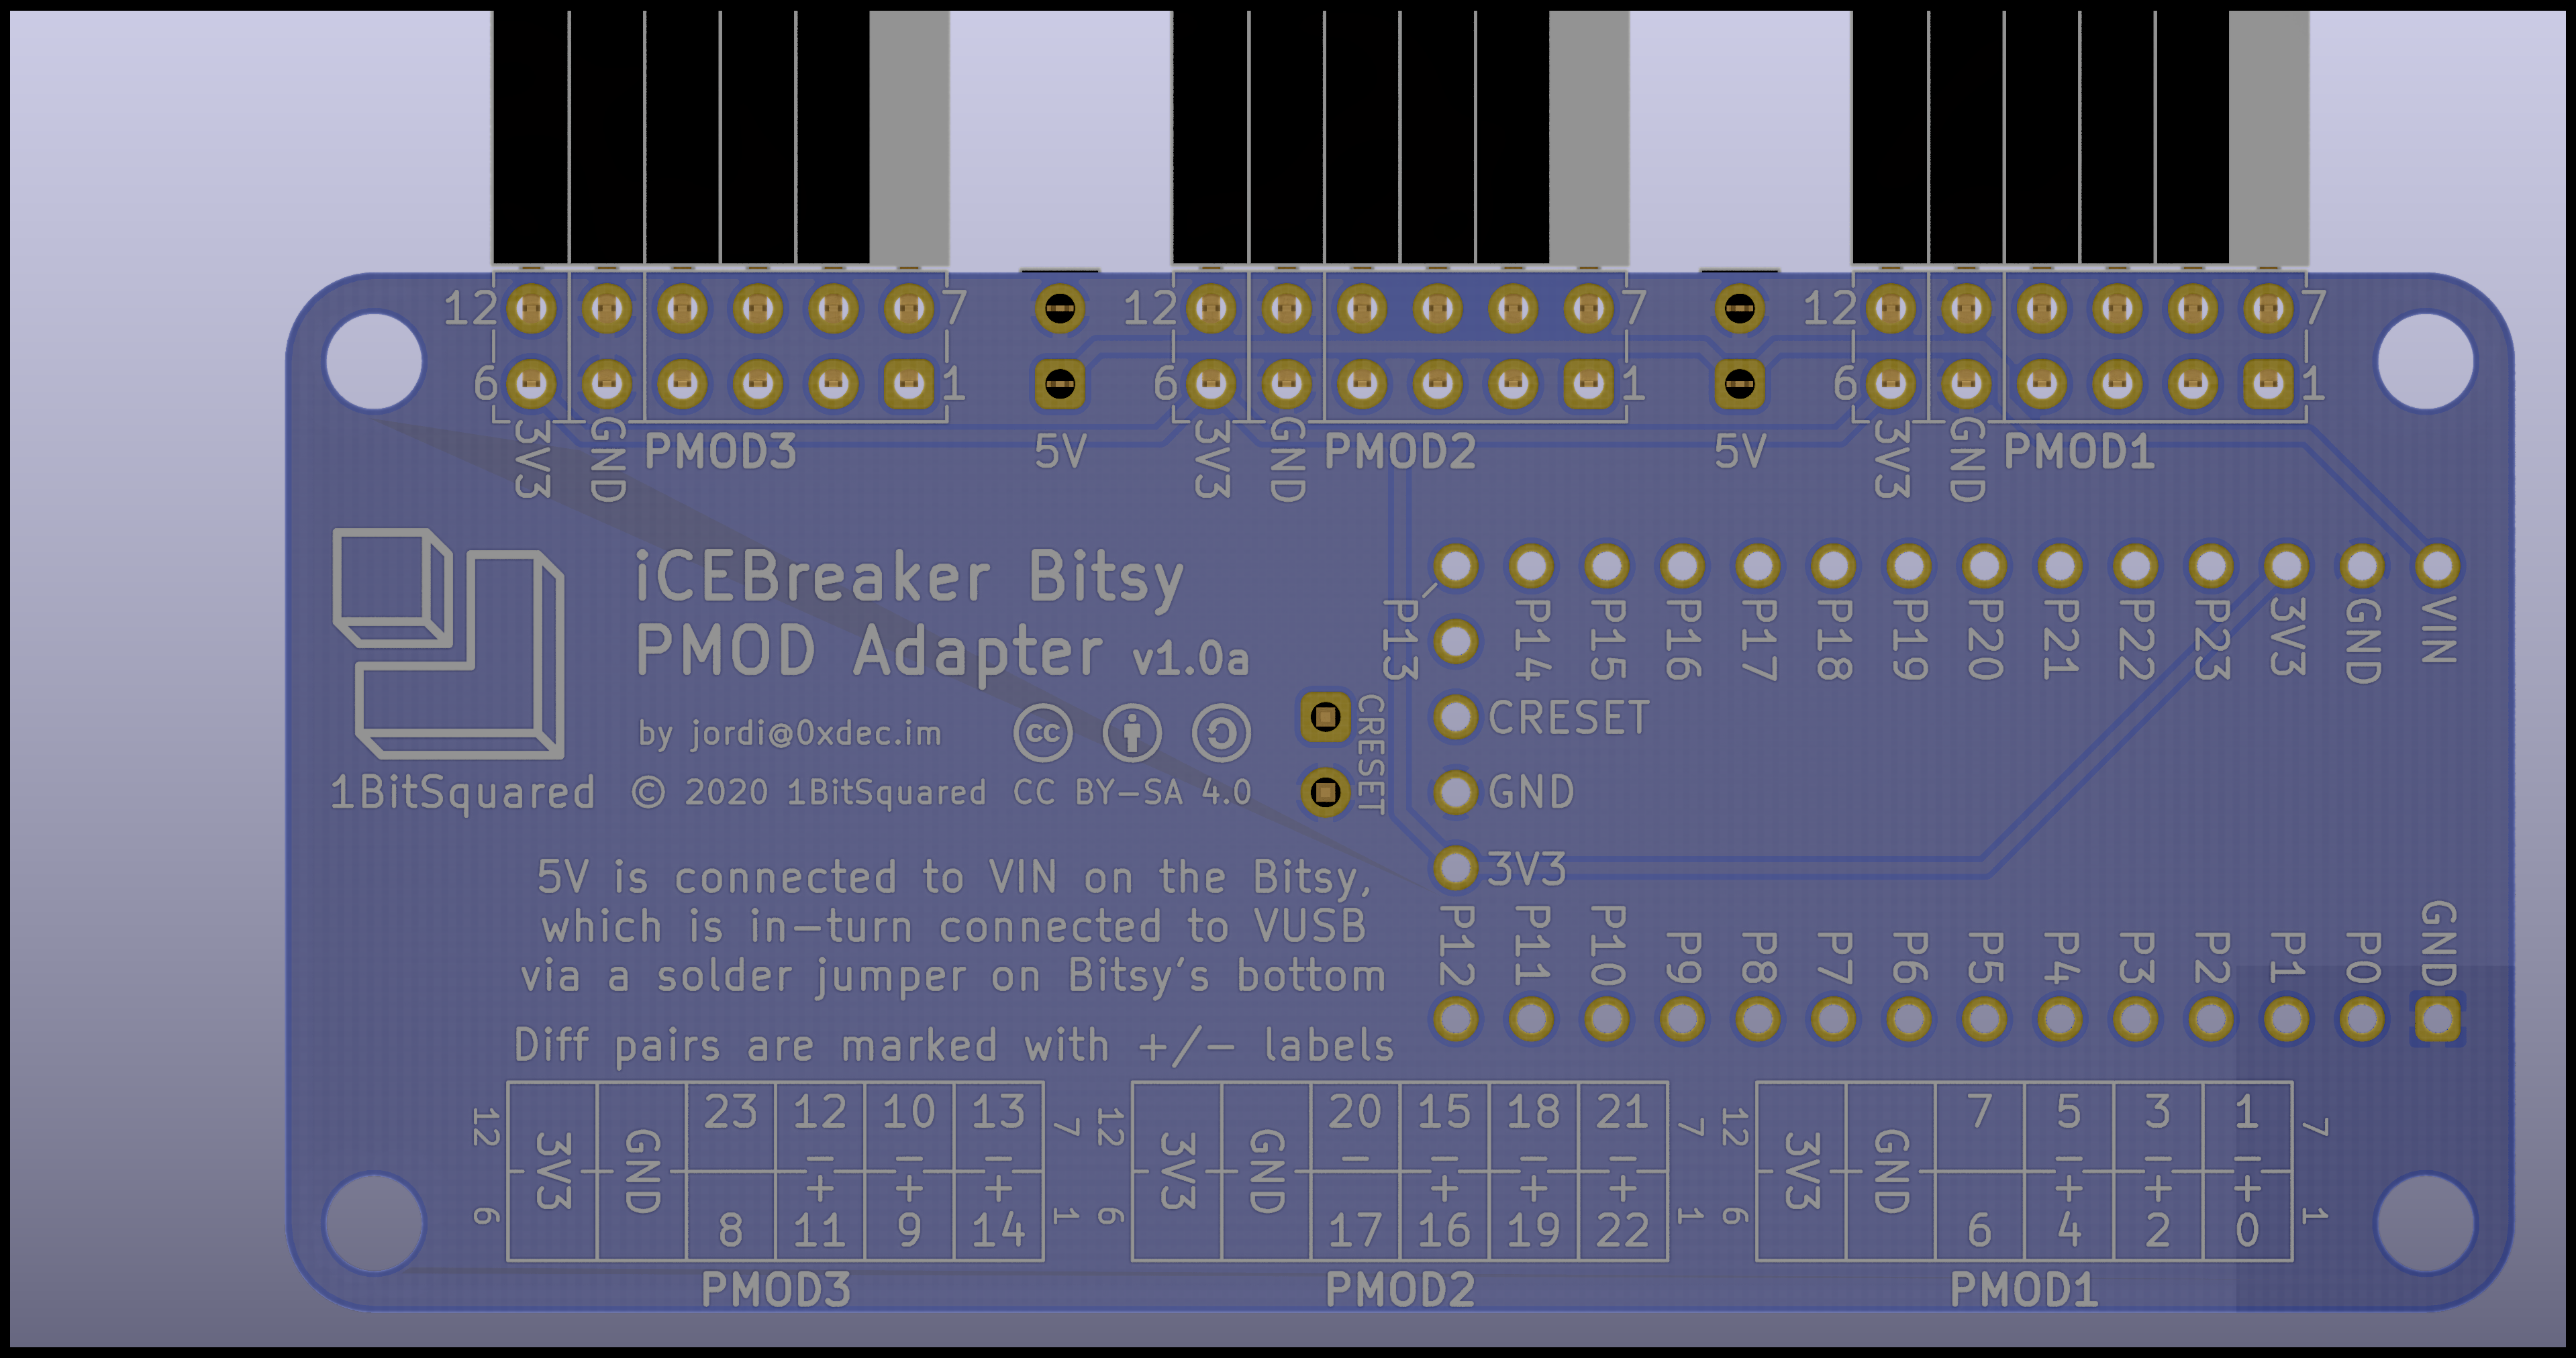 12 7 12 7 12 7
6 1 6 1 6 1
3V3 GND PMOD3 5V 3V3 GND PMOD2 5V 3V3 GND PMOD1
iCEBreaker Bitsy
PMOD Adapter v1.0a
by jordi@0xdec.im
cc
1BitSquared
© 2020 1BitSquared CC BY-SA 4.0
P13 P14 P15 P16 P17 P18 P19 P20 P21 P22 P23 3V3 GND VIN
CRESET
CRESET
GND
3V3
5V is connected to VIN on the Bitsy,
which is in-turn connected to VUSB
via a solder jumper on Bitsy's bottom
P12 P11 P10 P9 P8 P7 P6 P5 P4 P3 P2 P1 P0 GND
Diff pairs are marked with +/- labels
12 3V3 GND 23 12 10 13 7
- - -
+ + +
6 8 11 9 14 1
PMOD3
12 3V3 GND 20 15 18 21 7
- - - -
+ + +
6 17 16 19 22 1
PMOD2
12 3V3 GND 7 5 3 1 7
- - -
+ + +
6 6 4 2 0 1
PMOD1